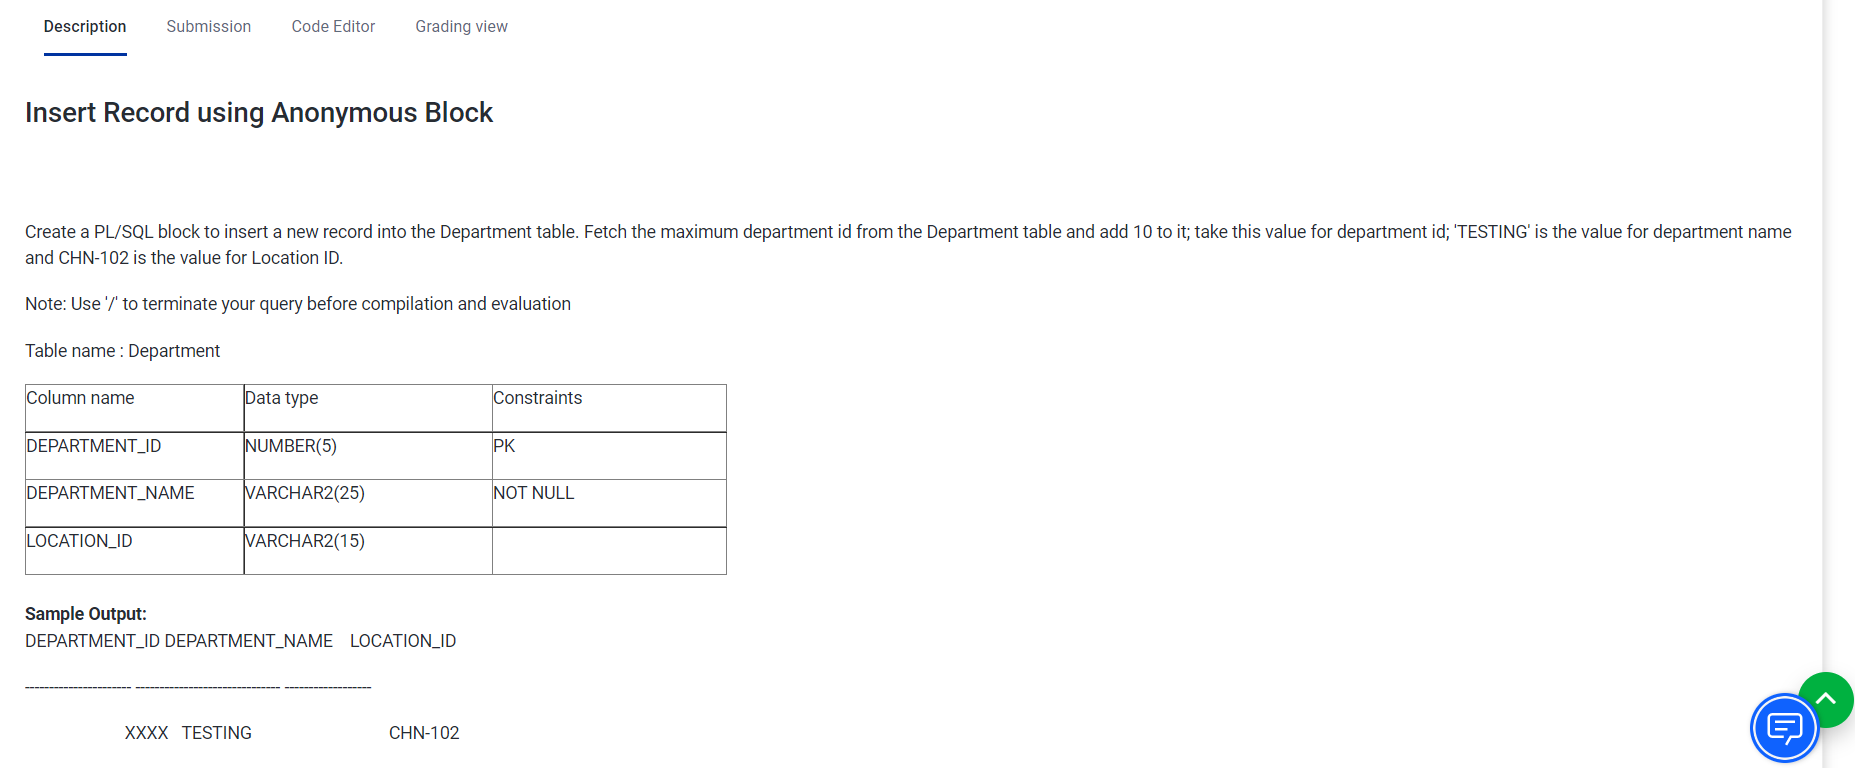 Description Submission Code Editor Grading view
Insert Record using Anonymous Block
Create a PL/SQL block to insert a new record into the Department table. Fetch the maximum department id from the Department table and add 10 to it; take this value for department id; 'TESTING' is the value for department name
and CHN-102 is the value for Location ID.
Note: Use '/' to terminate your query before compilation and evaluation
Table name : Department
Column name Data type Constraints
DEPARTMENT_ID NUMBER(5) PK
DEPARTMENT_NAME VARCHAR2(25) NOT NULL
LOCATION_ID VARCHAR2(15)
Sample Output:
DEPARTMENT_ID DEPARTMENT_NAME LOCATION_ID
---------------------- ------------------------------ ------------------
XXXX TESTING CHN-102